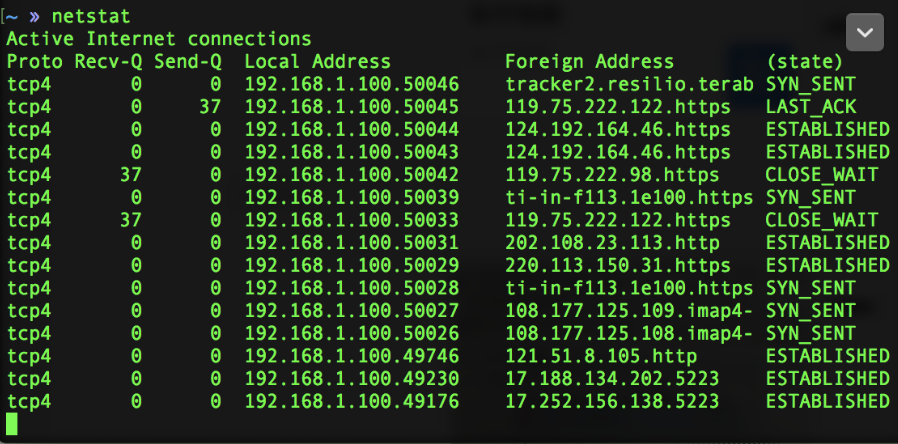 [~ » netstat
Active Internet connections
Proto Recv-Q Send-Q  Local Address          Foreign Address        (state)
tcp4       0      0  192.168.1.100.50046    tracker2.resilio.terab SYN_SENT
tcp4       0     37  192.168.1.100.50045    119.75.222.122.https   LAST_ACK
tcp4       0      0  192.168.1.100.50044    124.192.164.46.https   ESTABLISHED
tcp4       0      0  192.168.1.100.50043    124.192.164.46.https   ESTABLISHED
tcp4      37      0  192.168.1.100.50042    119.75.222.98.https    CLOSE_WAIT
tcp4       0      0  192.168.1.100.50039    ti-in-f113.1e100.https SYN_SENT
tcp4      37      0  192.168.1.100.50033    119.75.222.122.https   CLOSE_WAIT
tcp4       0      0  192.168.1.100.50031    202.108.23.113.http    ESTABLISHED
tcp4       0      0  192.168.1.100.50029    220.113.150.31.https   ESTABLISHED
tcp4       0      0  192.168.1.100.50028    ti-in-f113.1e100.https SYN_SENT
tcp4       0      0  192.168.1.100.50027    108.177.125.109.imap4- SYN_SENT
tcp4       0      0  192.168.1.100.50026    108.177.125.108.imap4- SYN_SENT
tcp4       0      0  192.168.1.100.49746    121.51.8.105.http      ESTABLISHED
tcp4       0      0  192.168.1.100.49230    17.188.134.202.5223    ESTABLISHED
tcp4       0      0  192.168.1.100.49176    17.252.156.138.5223    ESTABLISHED